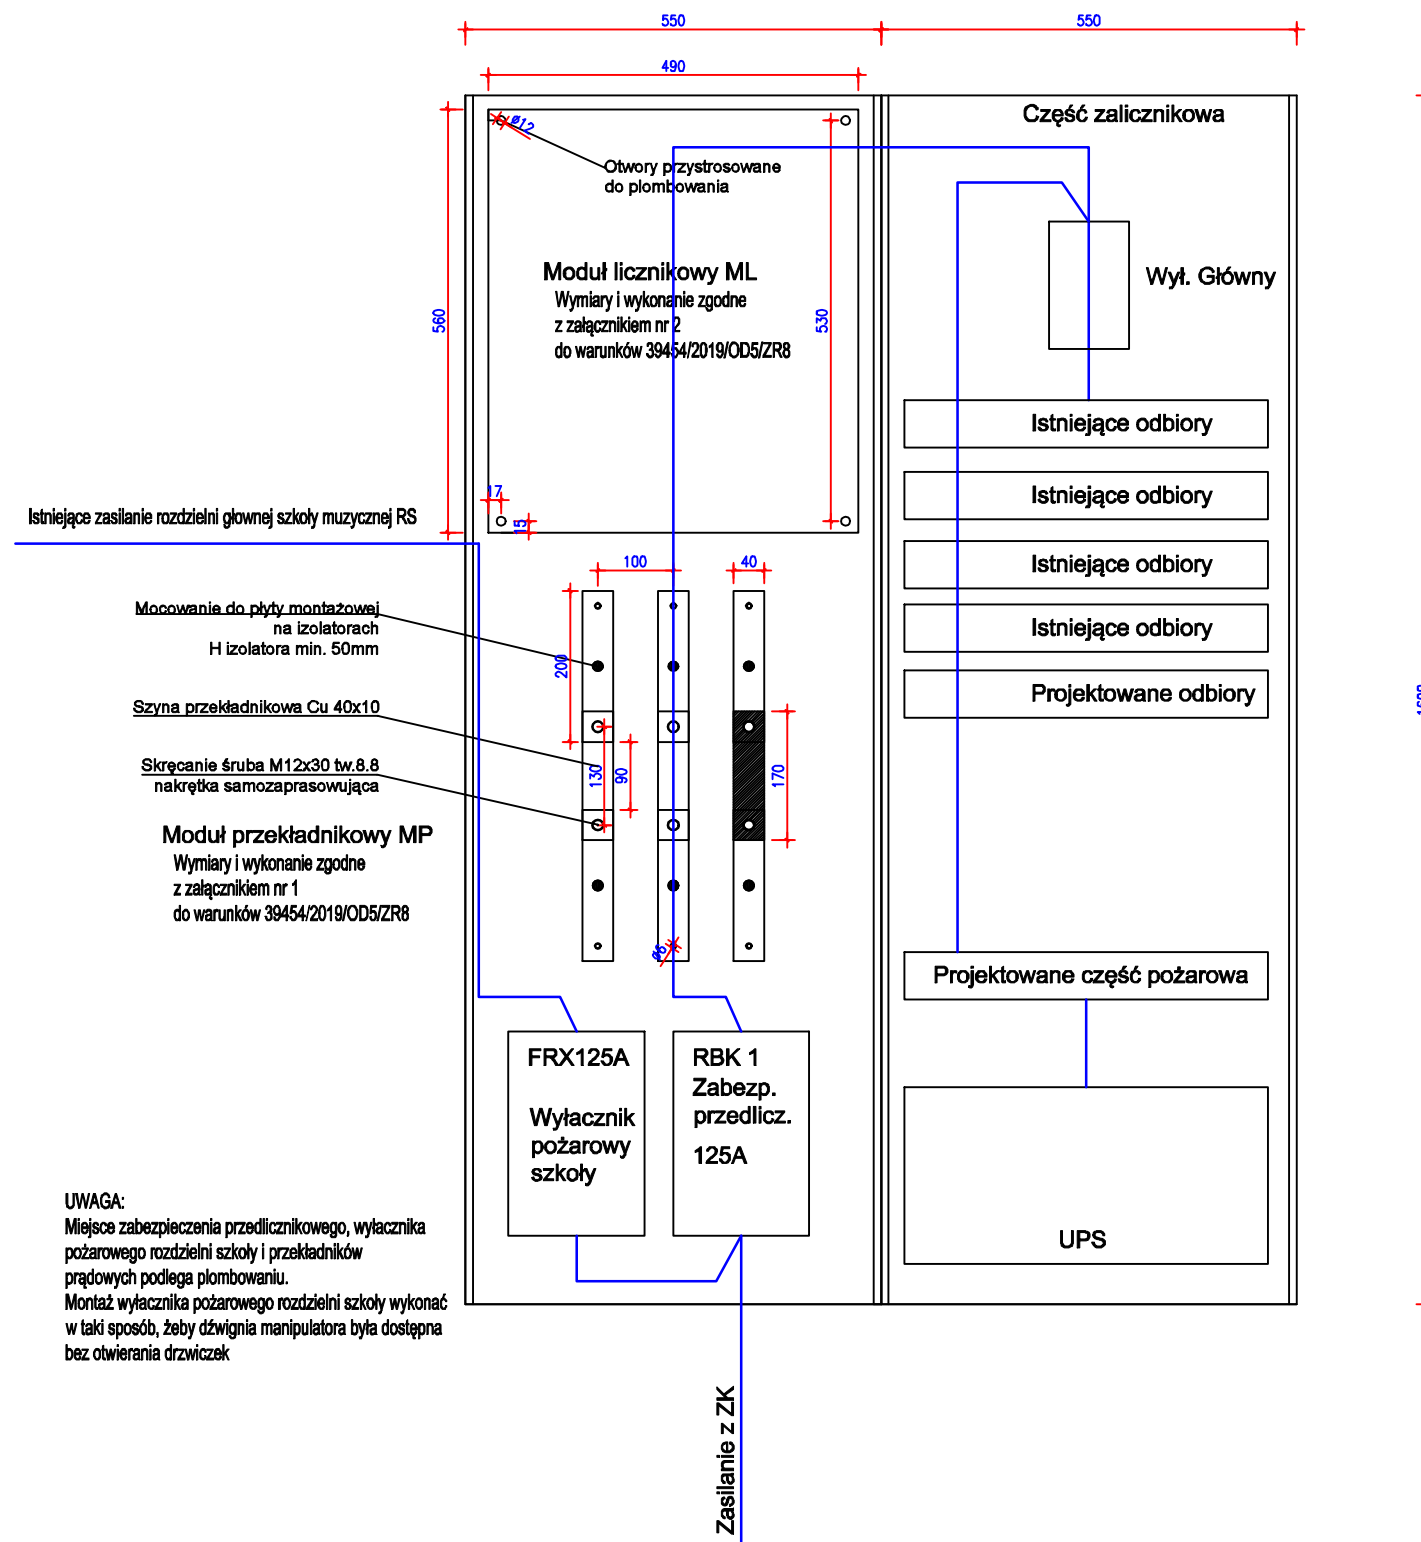 550
550
490
Część zalicznikowa
ø12
Otwory przystrosowane
do plombowania
Moduł licznikowy ML
Wymiary i wykonanie zgodne
z załącznikiem nr 2
do warunków 39454/2019/OD5/ZR8
560
530
Wył. Główny
Istniejące odbiory
Istniejące odbiory
Istniejące odbiory
Istniejące odbiory
Projektowane odbiory
17
15
Istniejące zasilanie rozdzielni głownej szkoły muzycznej RS
100
40
Mocowanie do płyty montażowej
na izolatorach
H izolatora min. 50mm
200
Szyna przekładnikowa Cu 40x10
Skręcanie śruba M12x30 tw.8.8
nakrętka samozaprasowująca
130
90
170
Moduł przekładnikowy MP
Wymiary i wykonanie zgodne
z załącznikiem nr 1
do warunków 39454/2019/OD5/ZR8
ø6
Projektowane część pożarowa
FRX125A
Wyłacznik
pożarowy
szkoły
RBK 1
Zabezp.
przedlicz.
125A
UPS
UWAGA:
Miejsce zabezpieczenia przedlicznikowego, wyłacznika
pożarowego rozdzielni szkoły i przekładników
prądowych podlega plombowaniu.
Montaż wyłacznika pożarowego rozdzielni szkoły wykonać
w taki sposób, żeby dźwignia manipulatora była dostępna
bez otwierania drzwiczek
Zasilanie z ZK